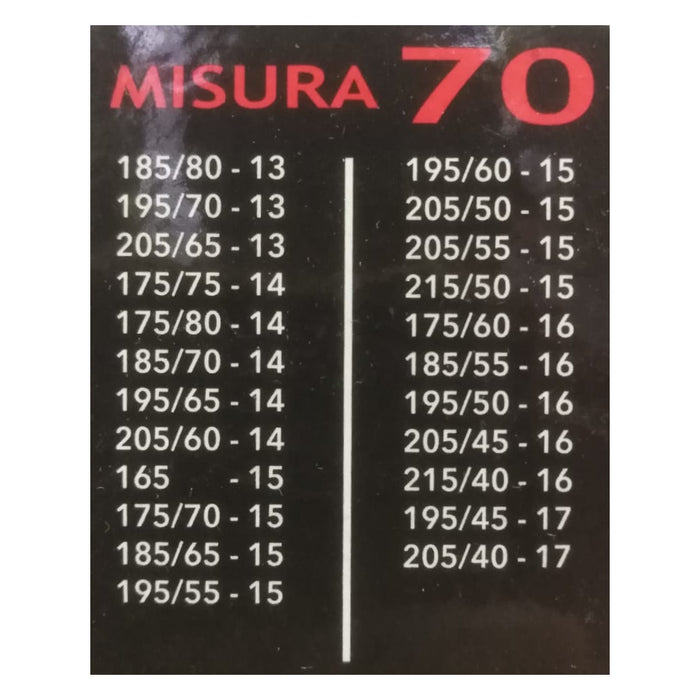 MISURA 70
185/80 - 13
195/70 - 13
205/65 - 13
175/75 - 14
175/80 - 14
185/70 - 14
195/65 - 14
205/60 - 14
165 - 15
175/70 - 15
185/65 - 15
195/55 - 15
195/60 - 15
205/50 - 15
205/55 - 15
215/50 - 15
175/60 - 16
185/55 - 16
195/50 - 16
205/45 - 16
215/40 - 16
195/45 - 17
205/40 - 17